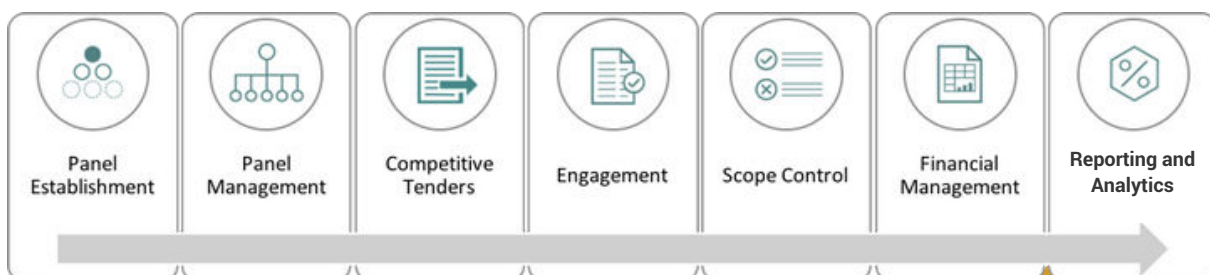 Panel
Establishment
Panel
Management
Competitive
Tenders
Engagement
Scope Control
Financial
Management
Reporting and
Analytics